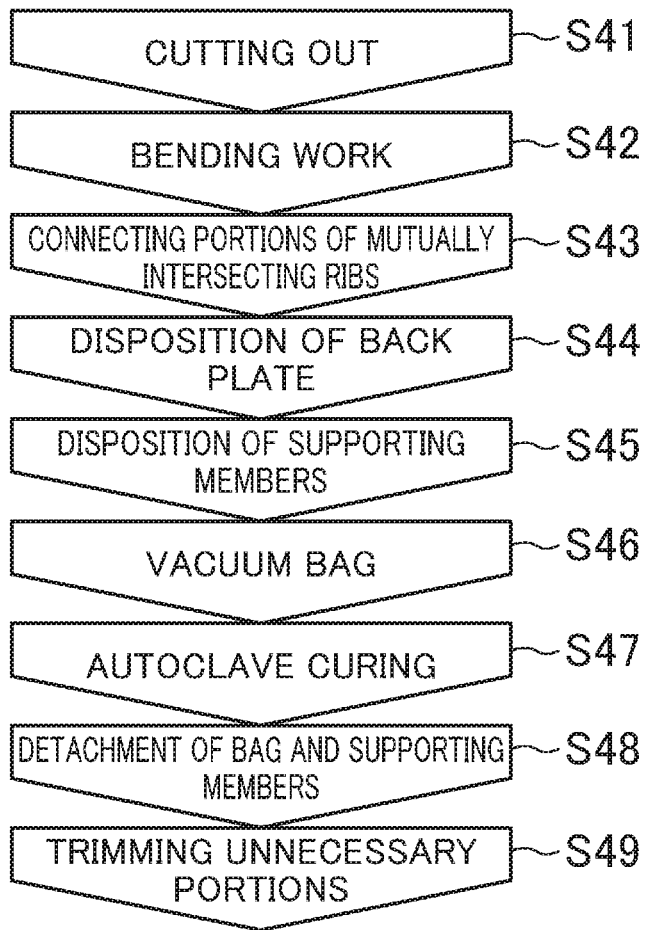 CUTTING OUT
S41
BENDING WORK
S42
CONNECTING PORTIONS OF MUTUALLY
INTERSECTING RIBS
S43
DISPOSITION OF BACK
PLATE
S44
DISPOSITION OF SUPPORTING
MEMBERS
S45
VACUUM BAG
S46
AUTOCLAVE CURING
S47
DETACHMENT OF BAG AND SUPPORTING
MEMBERS
S48
TRIMMING UNNECESSARY
PORTIONS
S49